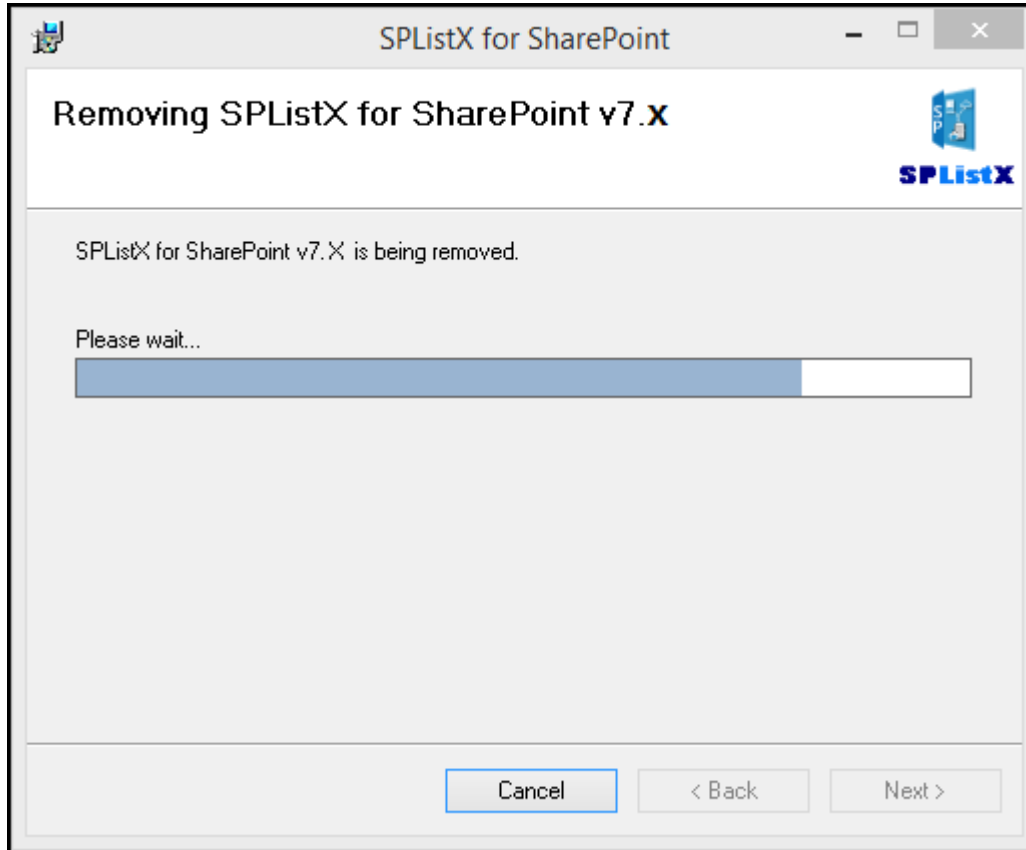 SPListX for SharePoint
Removing SPListX for SharePoint v7.x
S
P
SPListX
SPListX for SharePoint v7.X is being removed.
Please wait...
Cancel
< Back
Next >